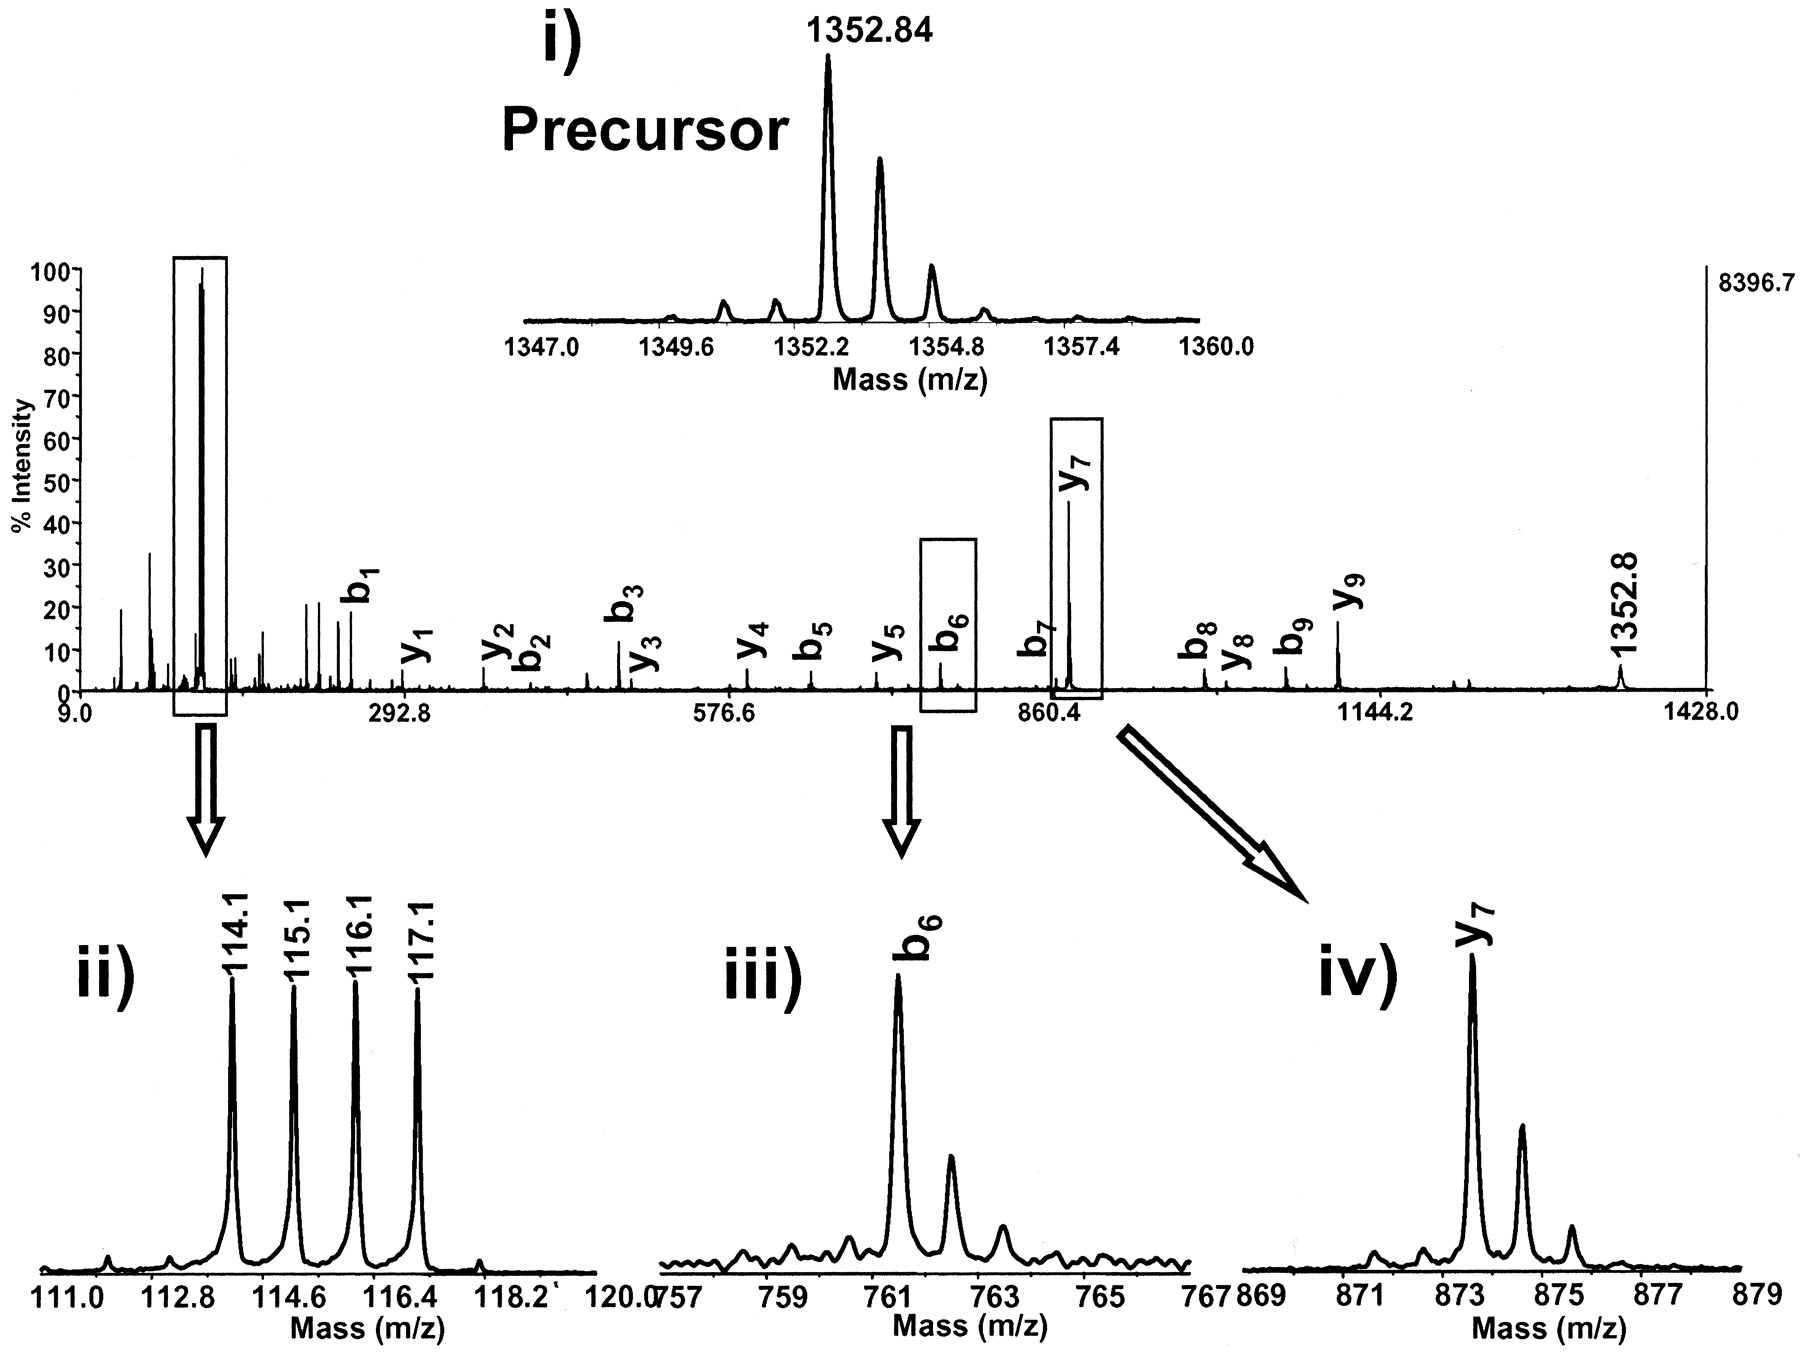 i)
1352.84
Precursor
1347.0 1349.6 1352.2 1354.8 1357.4 1360.0
Mass (m/z)
% Intensity
100
90
80
70
60
50
40
30
20
10
0
8396.7
b1
y1
y2
b2
b3
y3
y4
b5
y5
b6
b7
y7
b8
y8
b9
y9
1352.8
9.0 292.8 576.6 860.4 1144.2 1428.0
ii)
114.1
115.1
116.1
117.1
111.0 112.8 114.6 116.4 118.2 120.0
Mass (m/z)
iii)
b6
757 759 761 763 765 767
Mass (m/z)
iv)
y7
869 871 873 875 877 879
Mass (m/z)